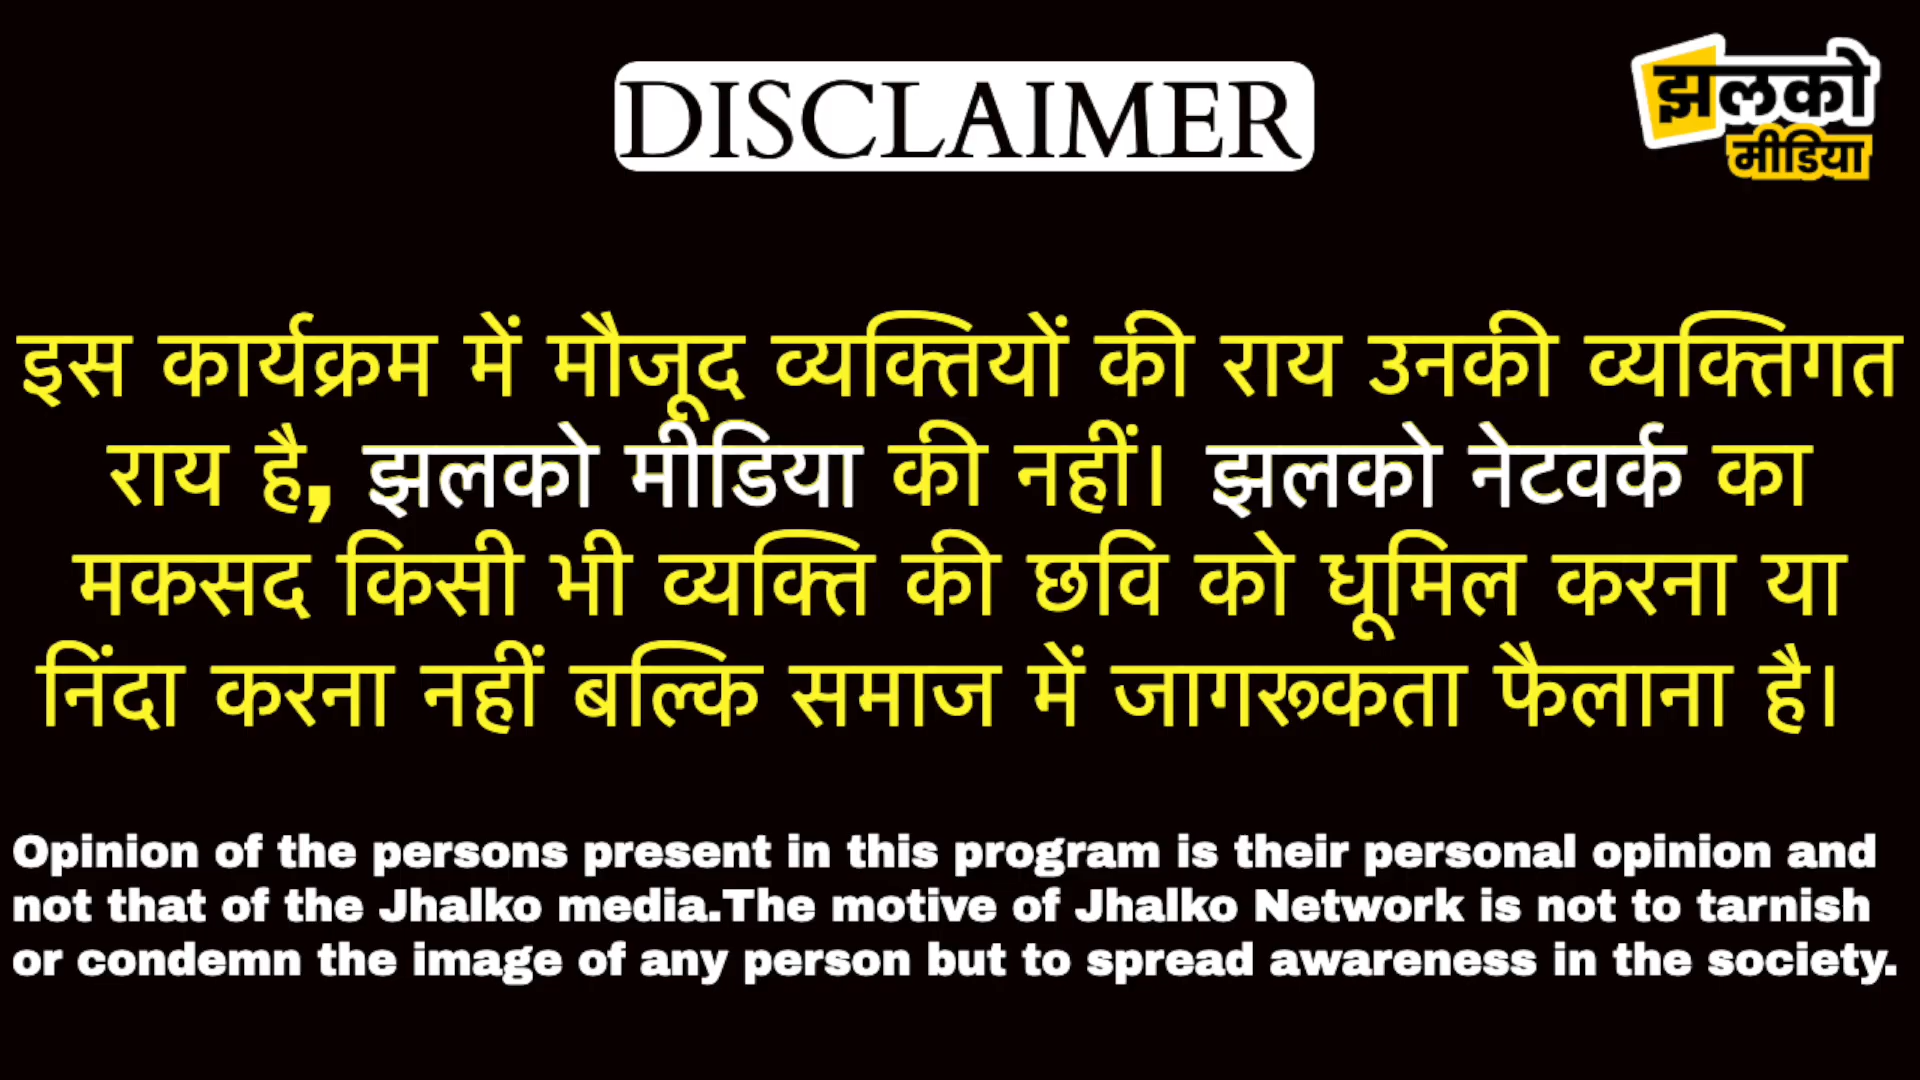 DISCLAIMER
झलको
मीडिया
इस कार्यक्रम में मौजूद व्यक्तियों की राय उनकी व्यक्तिगत
राय है, झलको मीडिया की नहीं। झलको नेटवर्क का
मकसद किसी भी व्यक्ति की छवि को धूमिल करना या
निंदा करना नहीं बल्कि समाज में जागरूकता फैलाना है।
Opinion of the persons present in this program is their personal opinion and
not that of the Jhalko media.The motive of Jhalko Network is not to tarnish
or condemn the image of any person but to spread awareness in the society.